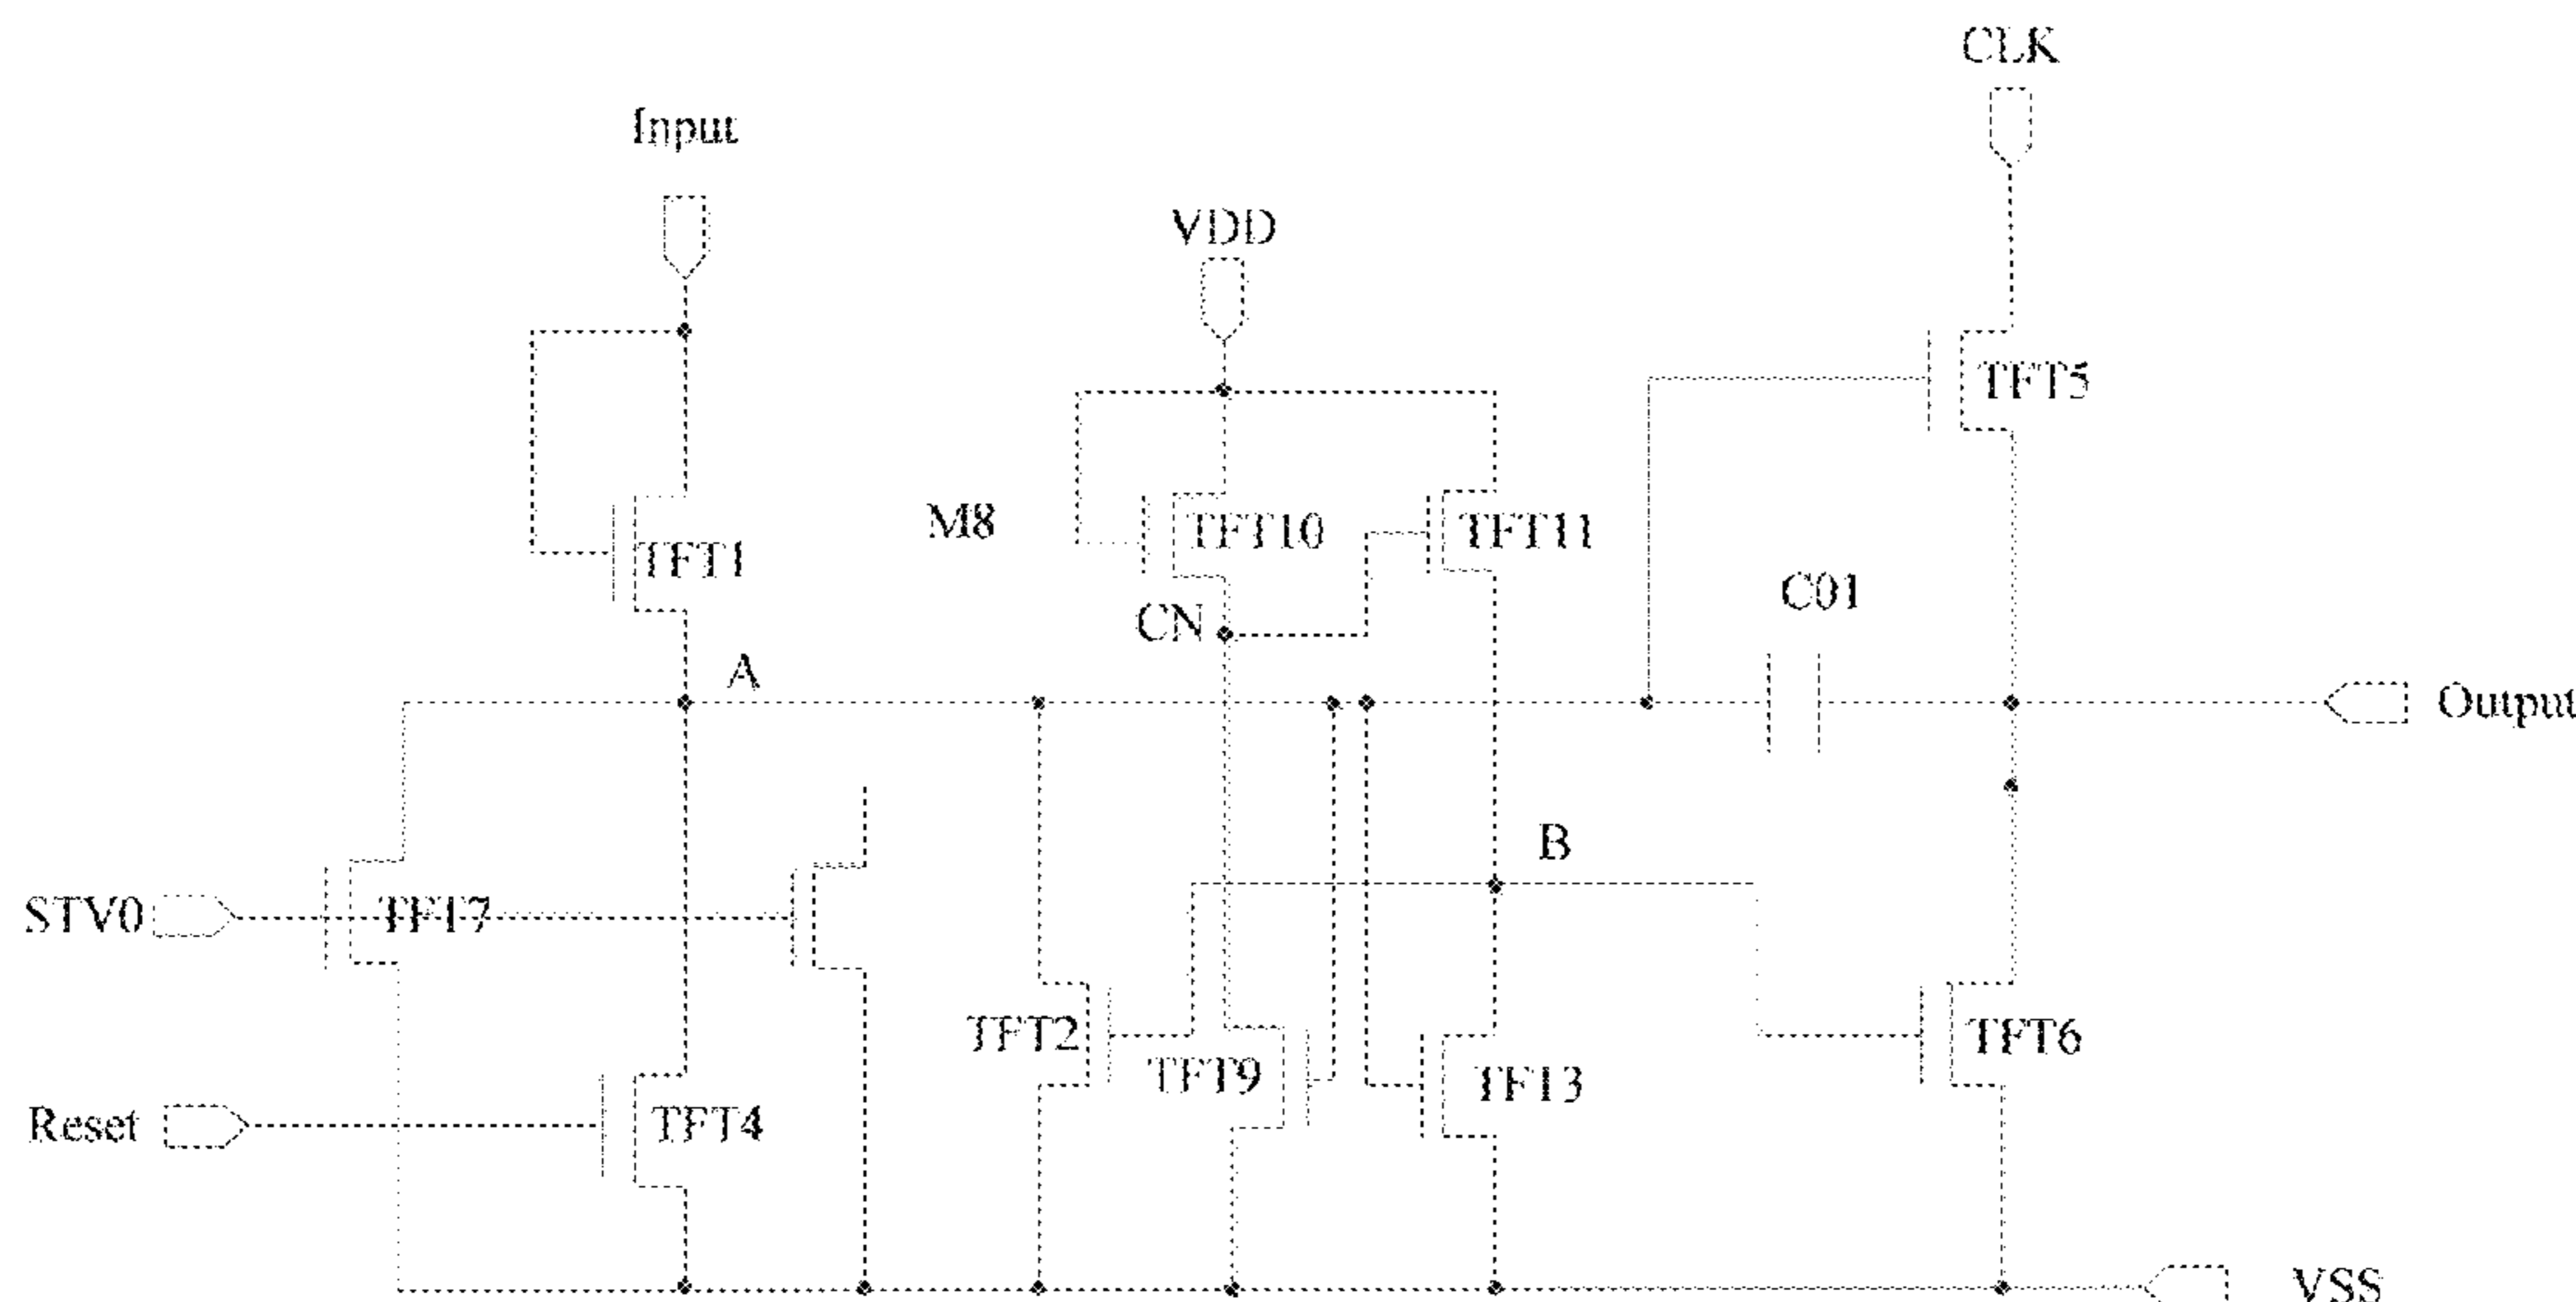 CLK
Input
VDD
TFT5
M8
TFT10
TFT11
TFT1
C01
CN
A
Output
B
STV0
TFT7
TFT2
TFT9
TFT3
TFT6
Reset
TFT4
VSS